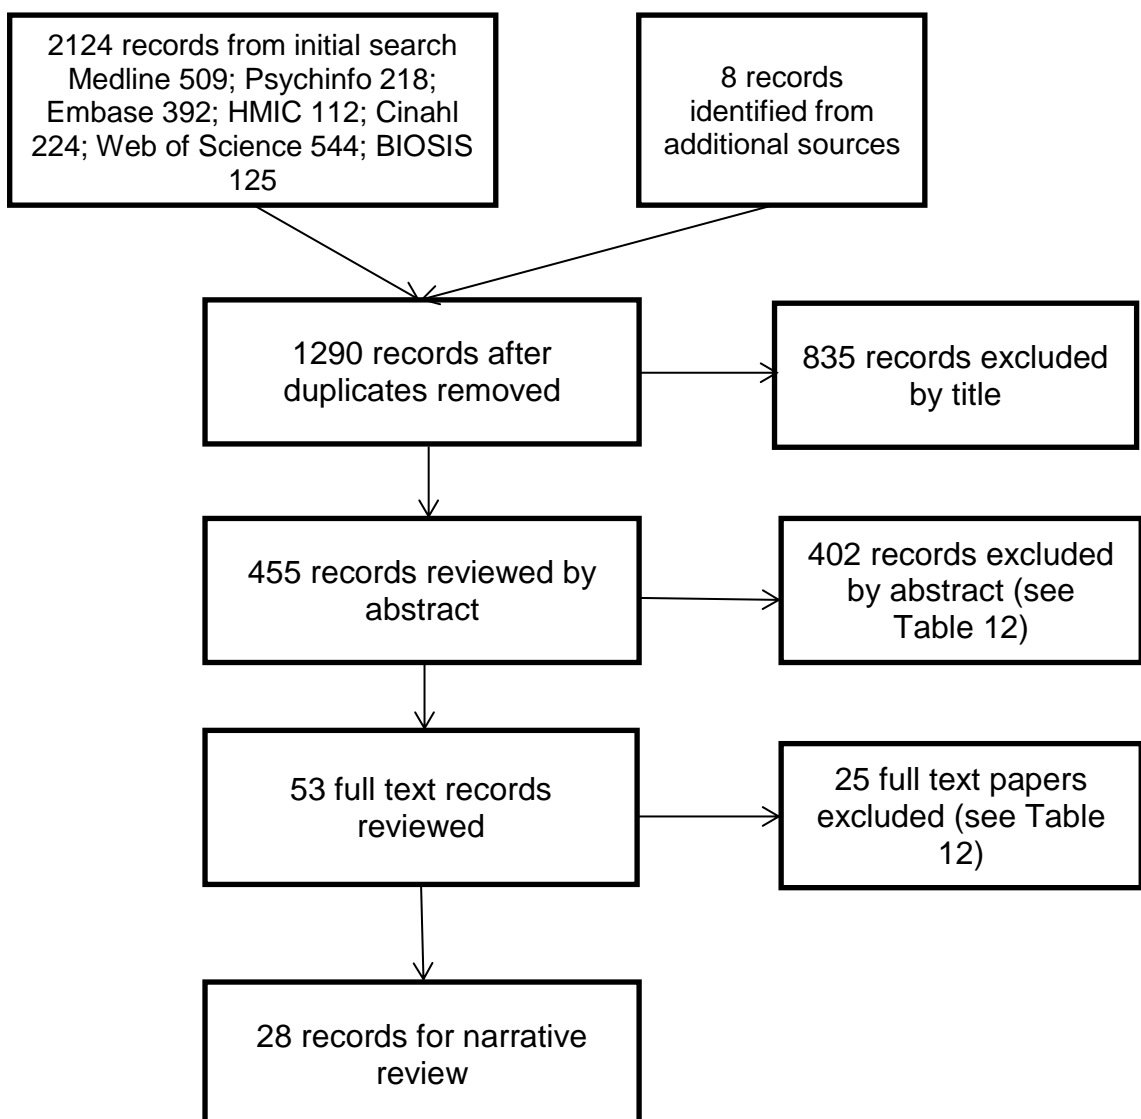 2124 records from initial search
Medline 509; Psychinfo 218;
Embase 392; HMIC 112; Cinahl
224; Web of Science 544; BIOSIS
125
8 records
identified from
additional sources
1290 records after
duplicates removed
835 records excluded
by title
455 records reviewed by
abstract
402 records excluded
by abstract (see
Table 12)
53 full text records
reviewed
25 full text papers
excluded (see Table
12)
28 records for narrative
review